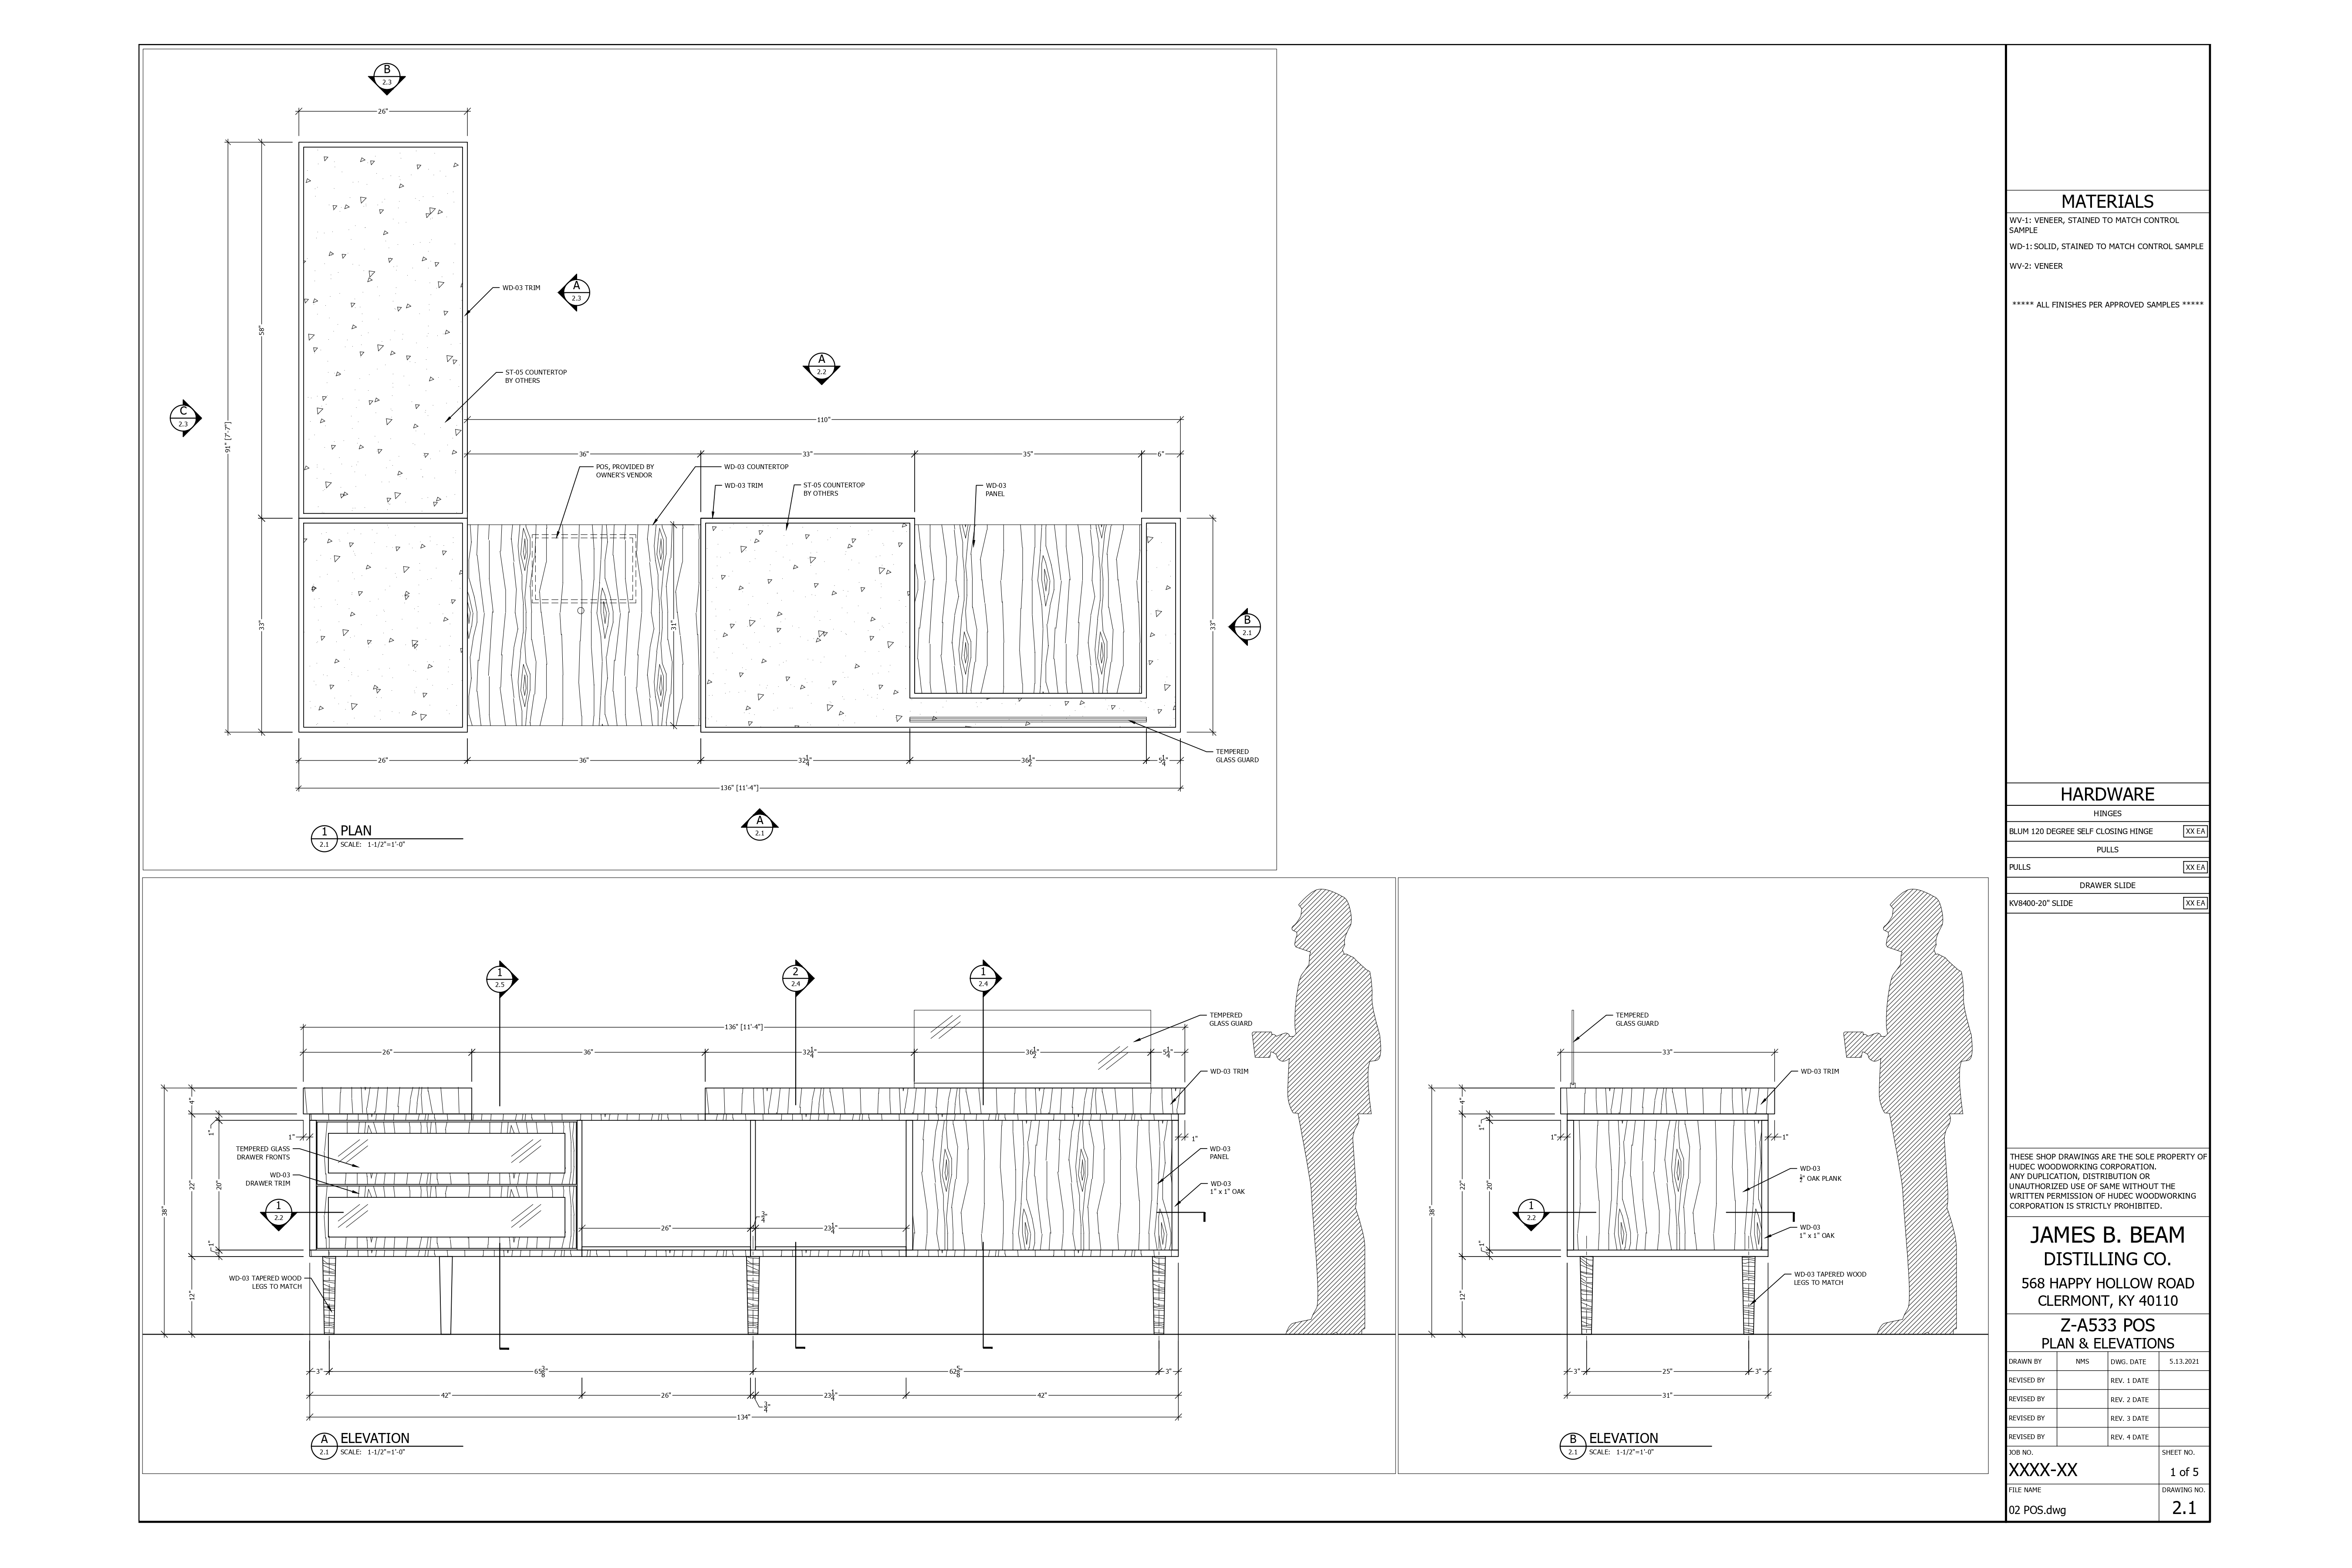 B
2.3
26"
A
2.3
WD-03 TRIM
58"
A
2.2
ST-05 COUNTERTOP
BY OTHERS
C
2.3
91" [7'-7"]
110"
36"
33"
35"
6"
POS, PROVIDED BY
OWNER'S VENDOR
WD-03 COUNTERTOP
WD-03 TRIM
ST-05 COUNTERTOP
BY OTHERS
WD-03
PANEL
33"
31"
33"
B
2.1
TEMPERED
GLASS GUARD
26"
36"
32 1/4"
36 1/2"
5 1/4"
136" [11'-4"]
A
2.1
1
2.1
PLAN
SCALE: 1-1/2"=1'-0"
1
2.5
2
2.4
1
2.4
TEMPERED
GLASS GUARD
136" [11'-4"]
26"
36"
32 1/4"
36 1/2"
5 1/4"
WD-03 TRIM
4"
1"
1"
1"
TEMPERED GLASS
DRAWER FRONTS
WD-03
DRAWER TRIM
WD-03
PANEL
WD-03
1" x 1" OAK
38"
22"
20"
1
2.2
26"
3/4"
23 1/4"
1"
WD-03 TAPERED WOOD
LEGS TO MATCH
12"
3"
65 3/8"
62 5/8"
3"
42"
26"
3/4"
23 1/4"
42"
134"
A
2.1
ELEVATION
SCALE: 1-1/2"=1'-0"
TEMPERED
GLASS GUARD
33"
WD-03 TRIM
4"
1"
1"
1"
38"
22"
20"
WD-03
1/2" OAK PLANK
1
2.2
WD-03
1" x 1" OAK
1"
12"
WD-03 TAPERED WOOD
LEGS TO MATCH
3"
25"
3"
31"
B
2.1
ELEVATION
SCALE: 1-1/2"=1'-0"
MATERIALS
WV-1: VENEER, STAINED TO MATCH CONTROL
SAMPLE
WD-1: SOLID, STAINED TO MATCH CONTROL SAMPLE
WV-2: VENEER
***** ALL FINISHES PER APPROVED SAMPLES *****
HARDWARE
HINGES
BLUM 120 DEGREE SELF CLOSING HINGE XX EA
PULLS
PULLS XX EA
DRAWER SLIDE
KV8400-20" SLIDE XX EA
THESE SHOP DRAWINGS ARE THE SOLE PROPERTY OF
HUDEC WOODWORKING CORPORATION.
ANY DUPLICATION, DISTRIBUTION OR
UNAUTHORIZED USE OF SAME WITHOUT THE
WRITTEN PERMISSION OF HUDEC WOODWORKING
CORPORATION IS STRICTLY PROHIBITED.
JAMES B. BEAM
DISTILLING CO.
568 HAPPY HOLLOW ROAD
CLERMONT, KY 40110
Z-A533 POS
PLAN & ELEVATIONS
DRAWN BY NMS DWG. DATE 5.13.2021
REVISED BY REV. 1 DATE
REVISED BY REV. 2 DATE
REVISED BY REV. 3 DATE
REVISED BY REV. 4 DATE
JOB NO. SHEET NO.
XXXX-XX 1 of 5
FILE NAME DRAWING NO.
02 POS.dwg 2.1